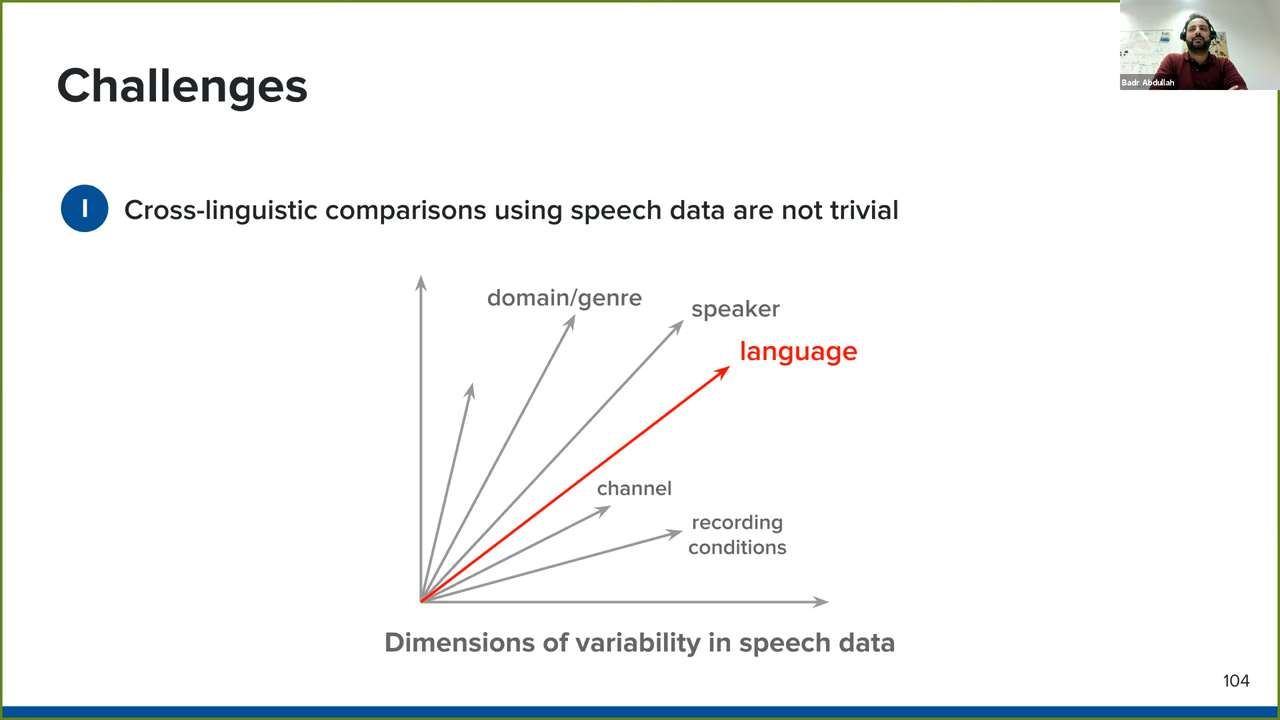 Challenges
Badr Abdullah
I
Cross-linguistic comparisons using speech data are not trivial
domain/genre
speaker
language
channel
recording
conditions
Dimensions of variability in speech data
104